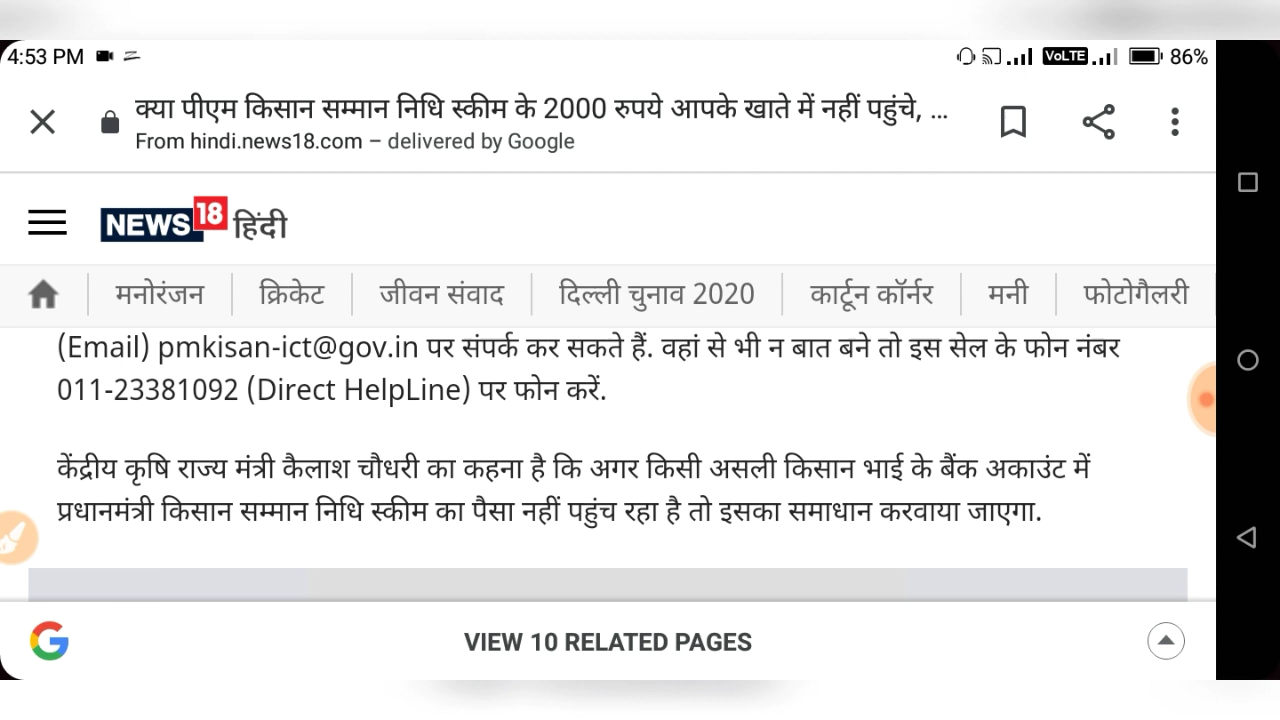 4:53 PM VoLTE 86%
क्या पीएम किसान सम्मान निधि स्कीम के 2000 रुपये आपके खाते में नहीं पहुंचे, ...
From hindi.news18.com – delivered by Google
NEWS 18 हिंदी
मनोरंजन क्रिकेट जीवन संवाद दिल्ली चुनाव 2020 कार्टून कॉर्नर मनी फोटोगैलरी
(Email) pmkisan-ict@gov.in पर संपर्क कर सकते हैं. वहां से भी न बात बने तो इस सेल के फोन नंबर
011-23381092 (Direct HelpLine) पर फोन करें.
केंद्रीय कृषि राज्य मंत्री कैलाश चौधरी का कहना है कि अगर किसी असली किसान भाई के बैंक अकाउंट में
प्रधानमंत्री किसान सम्मान निधि स्कीम का पैसा नहीं पहुंच रहा है तो इसका समाधान करवाया जाएगा.
VIEW 10 RELATED PAGES